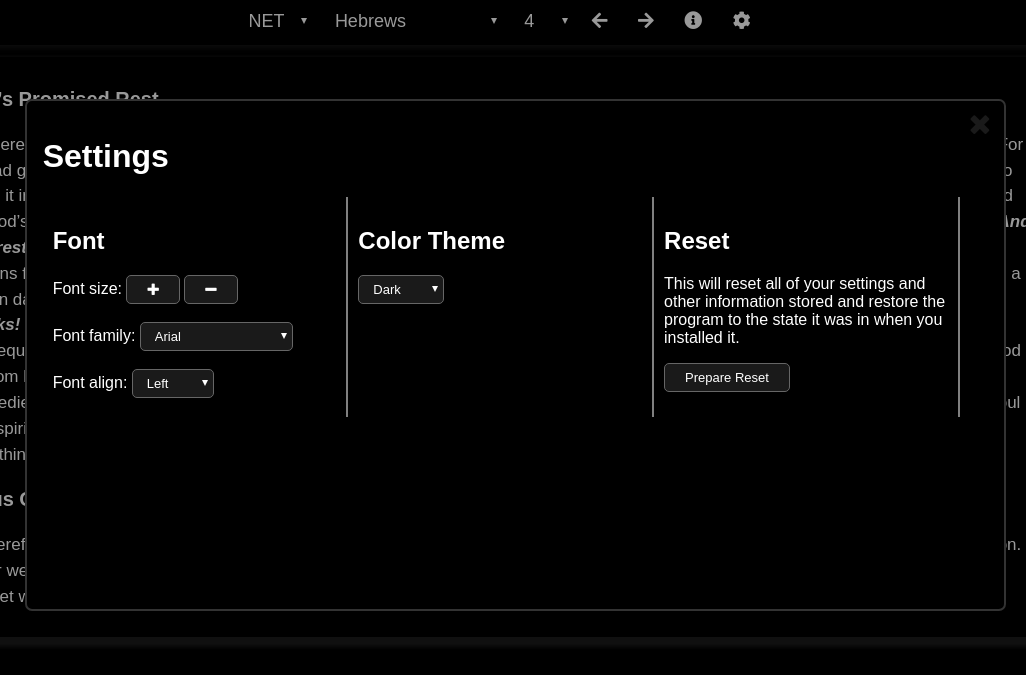 NET Hebrews 4
's Promised Rest
Settings
Font
Font size:
Font family: Arial
Font align: Left
Color Theme
Dark
Reset
This will reset all of your settings and
other information stored and restore the
program to the state it was in when you
installed it.
Prepare Reset